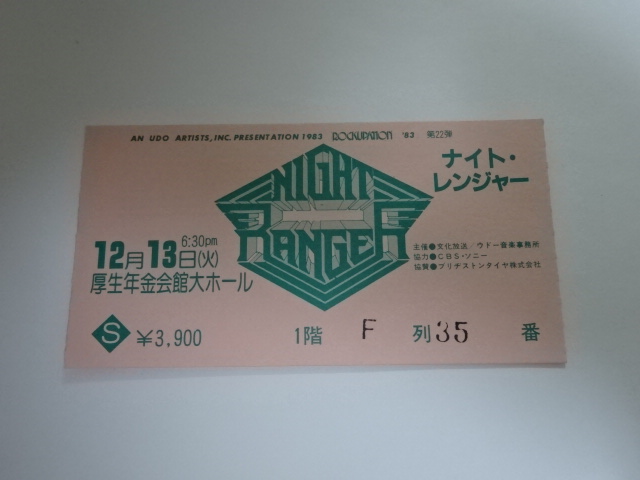 AN UDO ARTISTS, INC. PRESENTATION 1983 ROCKUPATION '83 第22弾
NIGHT
RANGER
ナイト・
レンジャー
6:30pm
12月13日(火)
厚生年金会館大ホール
主催●文化放送/ウドー音楽事務所
協力●CBS・ソニー
協賛●ブリヂストンタイヤ株式会社
S ¥3,900
1階 F 列 35 番